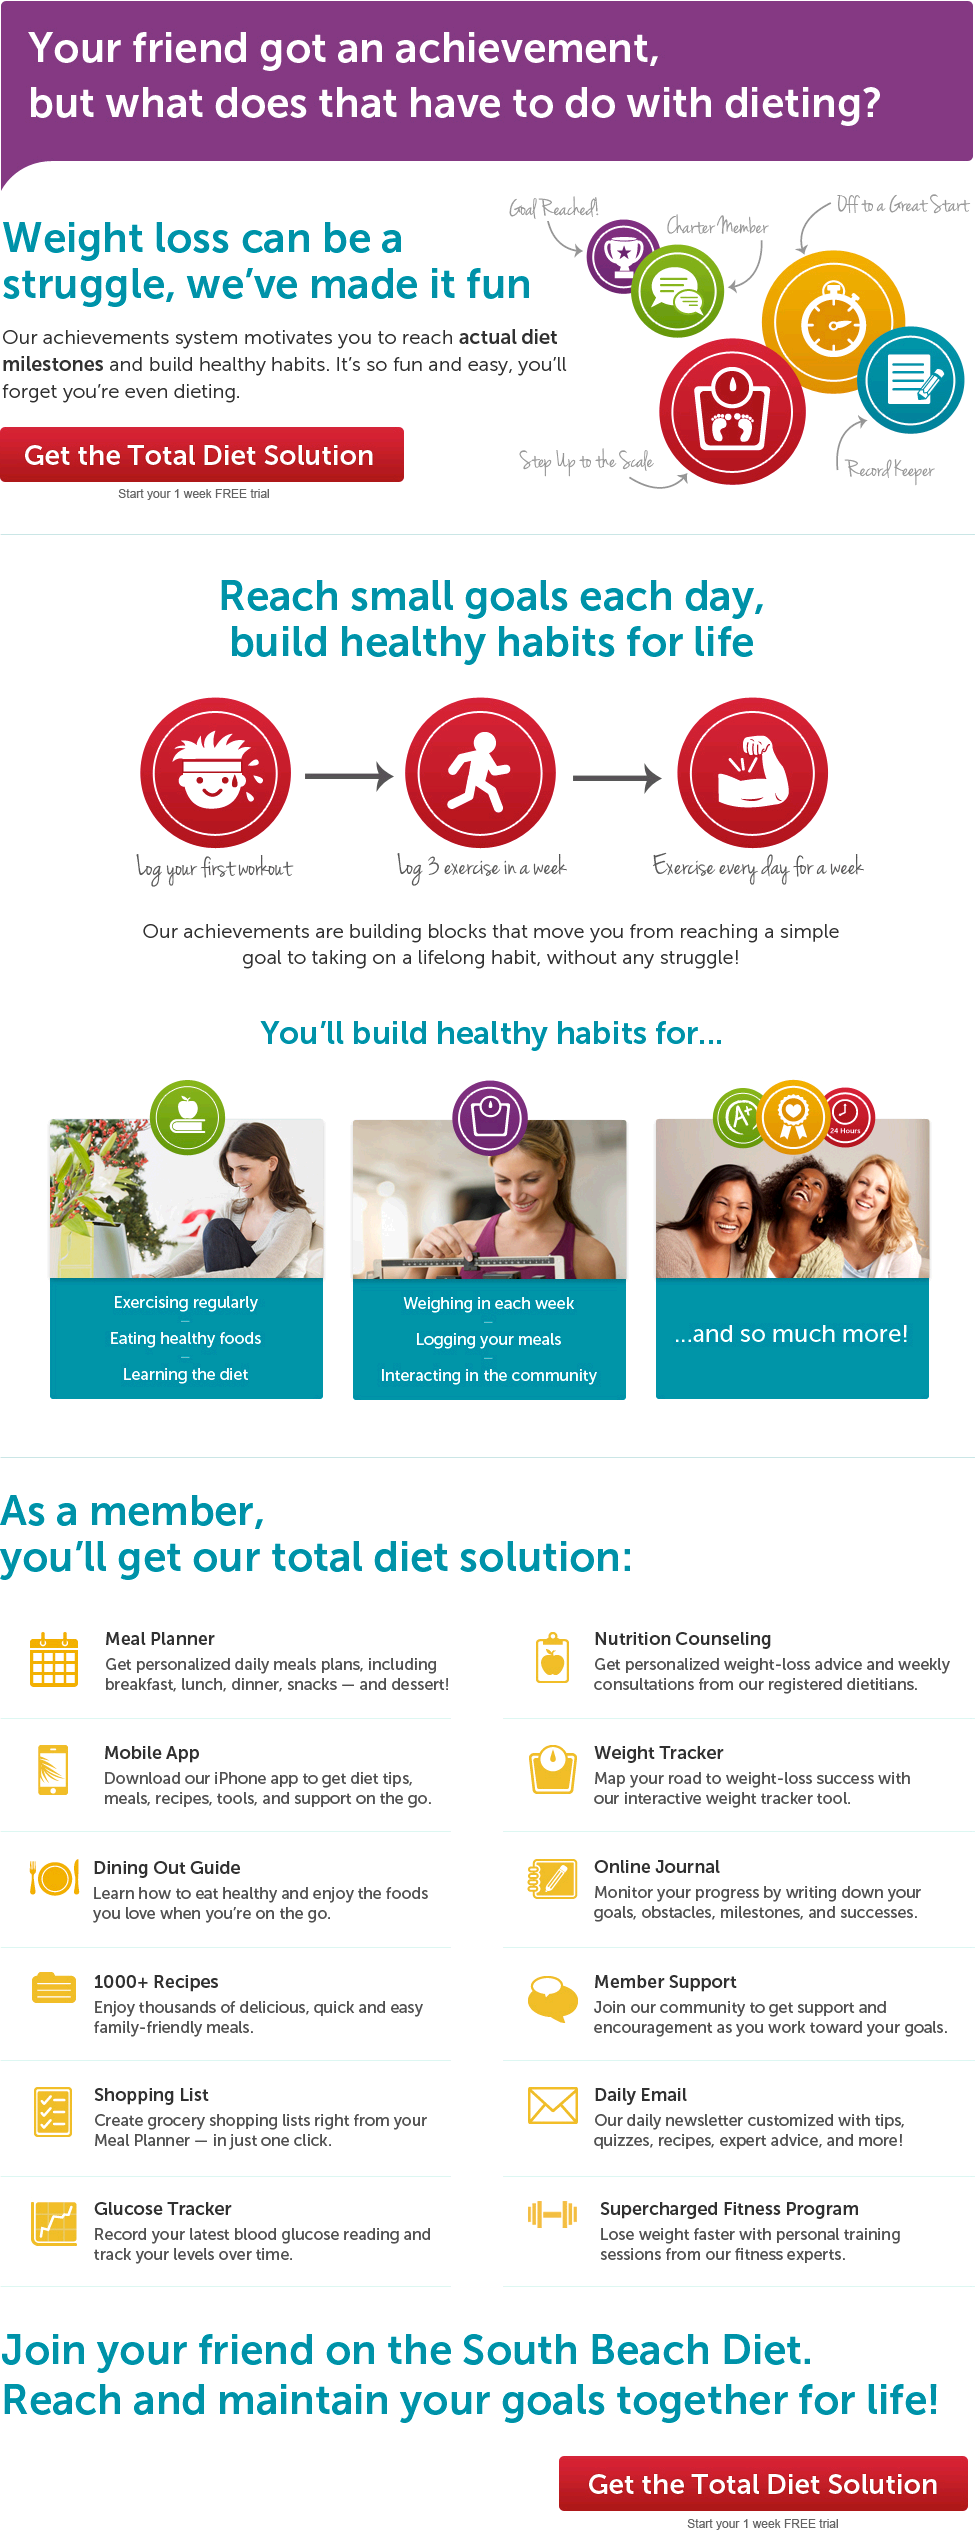 Your friend got an achievement,
but what does that have to do with dieting?
Weight loss can be a
struggle, we've made it fun
Our achievements system motivates you to reach actual diet
milestones and build healthy habits. It's so fun and easy, you'll
forget you're even dieting.
Get the Total Diet Solution
Start your 1 week FREE trial
Goal Reached!
Charter Member
Off to a Great Start
Step Up to the Scale
Record Keeper
Reach small goals each day,
build healthy habits for life
Log your first workout
Log 3 exercise in a week
Exercise every day for a week
Our achievements are building blocks that move you from reaching a simple
goal to taking on a lifelong habit, without any struggle!
You'll build healthy habits for...
A+
24 Hours
Exercising regularly
Eating healthy foods
Learning the diet
Weighing in each week
Logging your meals
Interacting in the community
...and so much more!
As a member,
you'll get our total diet solution:
Meal Planner
Get personalized daily meals plans, including
breakfast, lunch, dinner, snacks — and dessert!
Nutrition Counseling
Get personalized weight-loss advice and weekly
consultations from our registered dietitians.
Mobile App
Download our iPhone app to get diet tips,
meals, recipes, tools, and support on the go.
Weight Tracker
Map your road to weight-loss success with
our interactive weight tracker tool.
Dining Out Guide
Learn how to eat healthy and enjoy the foods
you love when you're on the go.
Online Journal
Monitor your progress by writing down your
goals, obstacles, milestones, and successes.
1000+ Recipes
Enjoy thousands of delicious, quick and easy
family-friendly meals.
Member Support
Join our community to get support and
encouragement as you work toward your goals.
Shopping List
Create grocery shopping lists right from your
Meal Planner — in just one click.
Daily Email
Our daily newsletter customized with tips,
quizzes, recipes, expert advice, and more!
Glucose Tracker
Record your latest blood glucose reading and
track your levels over time.
Supercharged Fitness Program
Lose weight faster with personal training
sessions from our fitness experts.
Join your friend on the South Beach Diet.
Reach and maintain your goals together for life!
Get the Total Diet Solution
Start your 1 week FREE trial